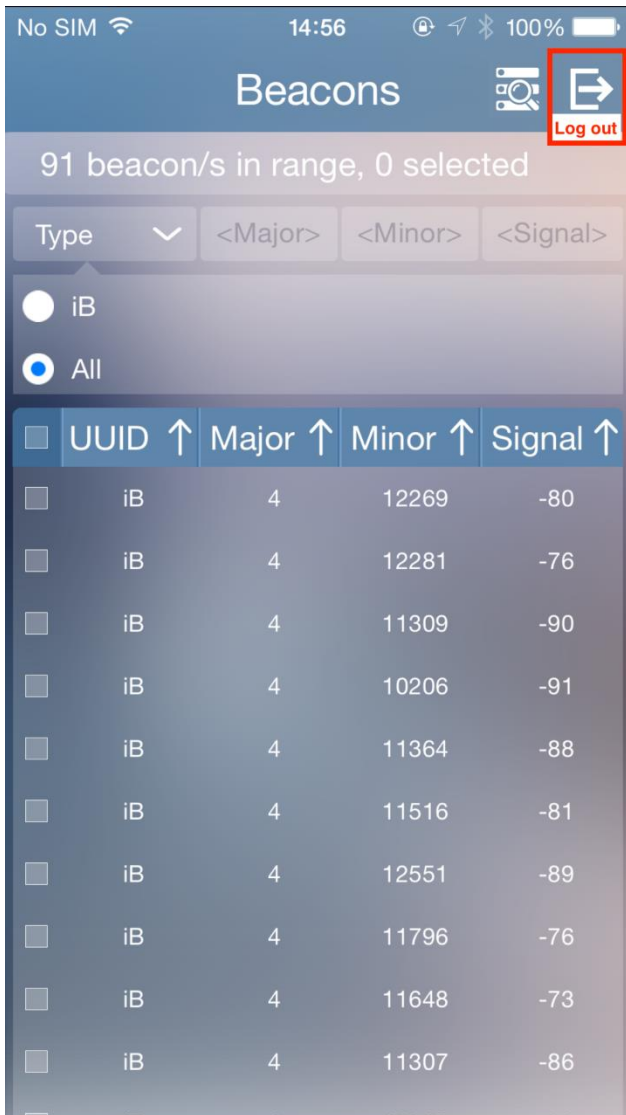 No SIM 14:56 100%
Beacons
Log out
91 beacon/s in range, 0 selected
Type <Major> <Minor> <Signal>
iB
All
UUID ↑ Major ↑ Minor ↑ Signal ↑
iB 4 12269 -80
iB 4 12281 -76
iB 4 11309 -90
iB 4 10206 -91
iB 4 11364 -88
iB 4 11516 -81
iB 4 12551 -89
iB 4 11796 -76
iB 4 11648 -73
iB 4 11307 -86